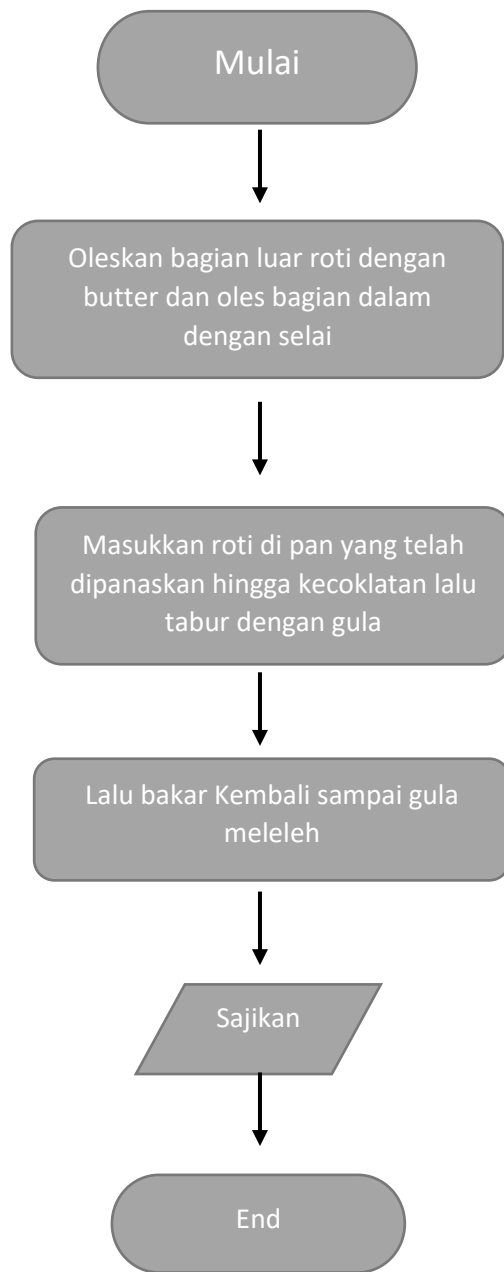 Mulai
Oleskan bagian luar roti dengan
butter dan oles bagian dalam
dengan selai
Masukkan roti di pan yang telah
dipanaskan hingga kecoklatan lalu
tabur dengan gula
Lalu bakar Kembali sampai gula
meleleh
Sajikan
End